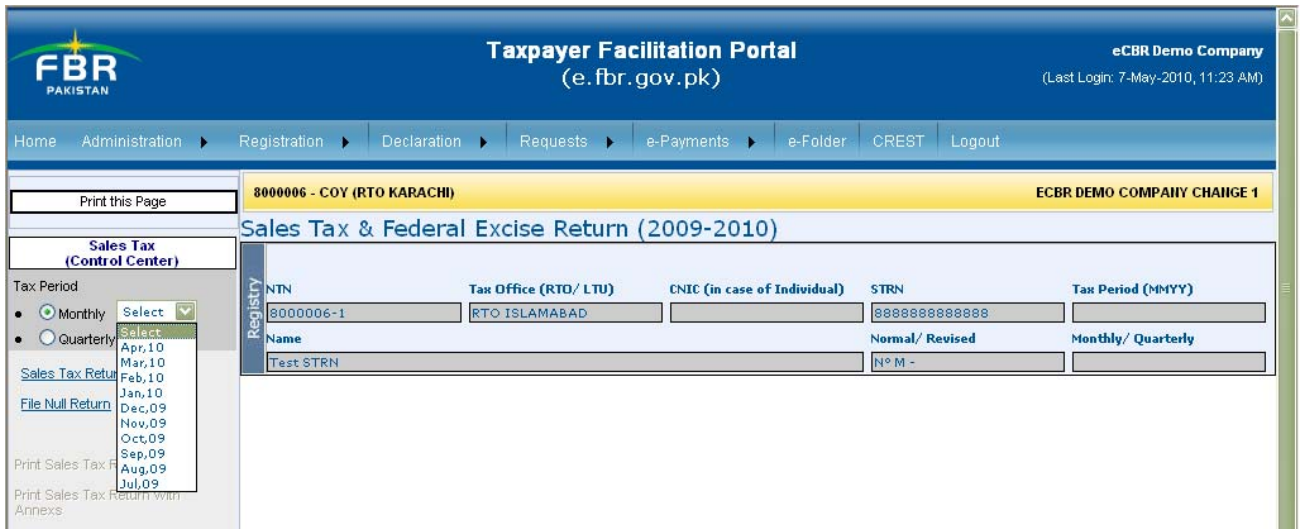 FBR
PAKISTAN
Taxpayer Facilitation Portal
(e.fbr.gov.pk)
eCBR Demo Company
(Last Login: 7-May-2010, 11:23 AM)
Home Administration Registration Declaration Requests e-Payments e-Folder CREST Logout
Print this Page
8000006 - COY (RTO KARACHI)
ECBR DEMO COMPANY CHANGE 1
Sales Tax & Federal Excise Return (2009-2010)
Sales Tax
(Control Center)
Tax Period
Monthly Select
Quarterly
Select
Apr,10
Mar,10
Feb,10
Jan,10
Dec,09
Nov,09
Oct,09
Sep,09
Aug,09
Jul,09
Sales Tax Retur
File Null Return
Print Sales Tax R
Print Sales Tax Return With
Annexs
Registry
NTN Tax Office (RTO/ LTU) CNIC (in case of Individual) STRN Tax Period (MMYY)
8000006-1 RTO ISLAMABAD 8888888888888
Name Normal/ Revised Monthly/ Quarterly
Test STRN Nº M -